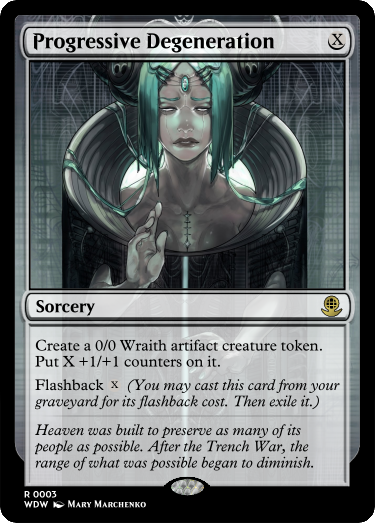 Progressive Degeneration X
Sorcery
Create a 0/0 Wraith artifact creature token.
Put X +1/+1 counters on it.
Flashback X (You may cast this card from your
graveyard for its flashback cost. Then exile it.)
Heaven was built to preserve as many of its
people as possible. After the Trench War, the
range of what was possible began to diminish.
R 0003
WDW Mary Marchenko